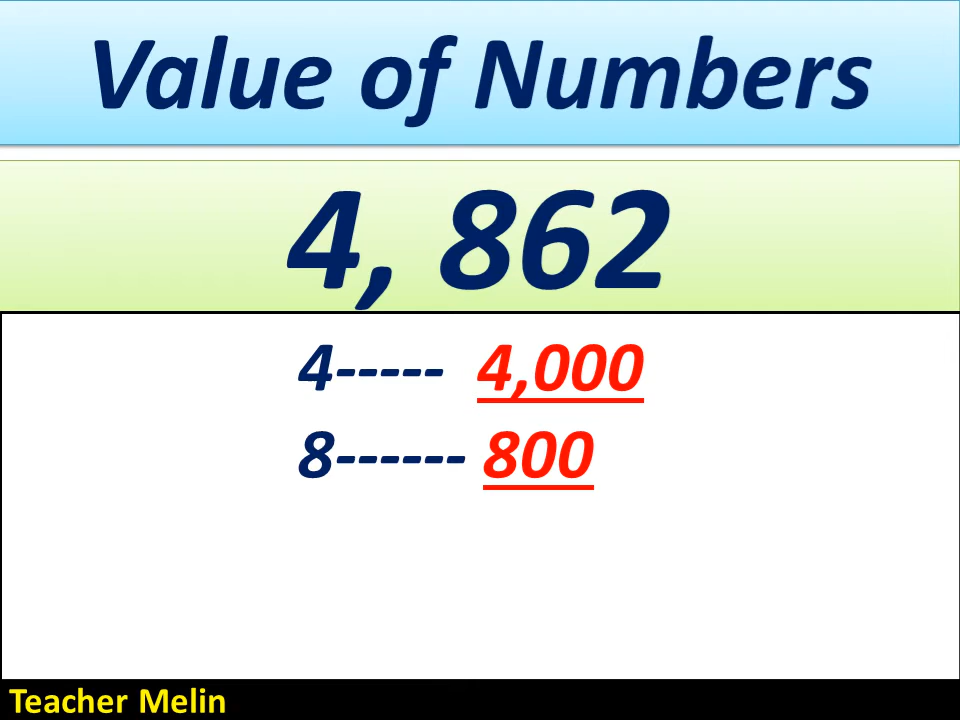 Value of Numbers
4, 862
4----- 4,000
8------ 800
Teacher Melin